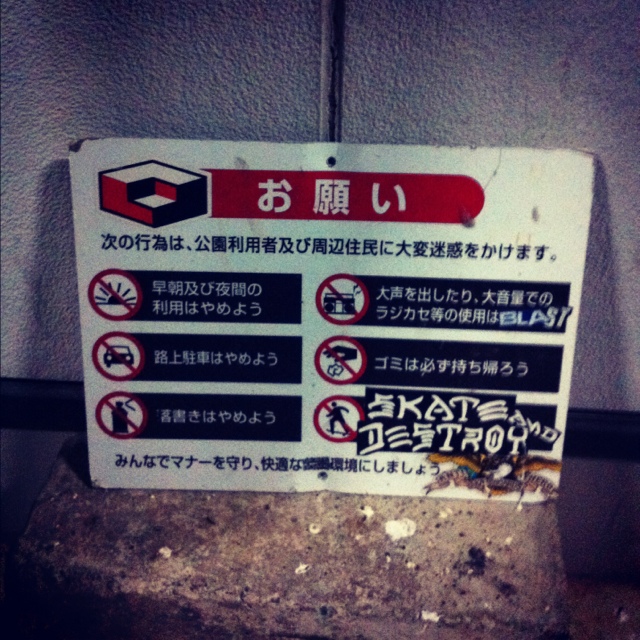 お願い
次の行為は、公園利用者及び周辺住民に大変迷惑をかけます。
早朝及び夜間の
利用はやめよう
大声を出したり、大音量での
ラジカセ等の使用はBLAST
路上駐車はやめよう
ゴミは必ず持ち帰ろう
落書きはやめよう
SKATE AND
DESTROY
みんなでマナーを守り、快適な環境にしましょう